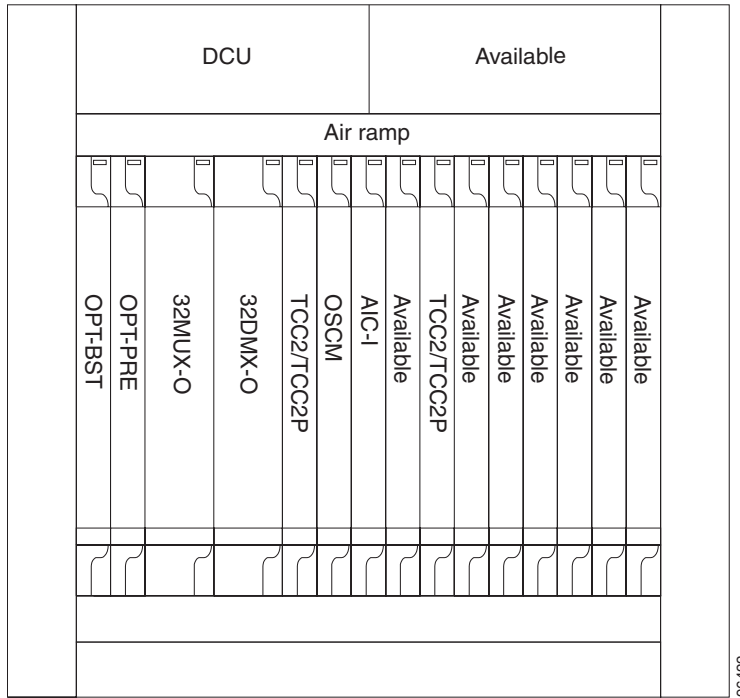 DCU
Available
Air ramp
OPT-BST
OPT-PRE
32MUX-O
32DMX-O
TCC2/TCC2P
OSCM
AIC-I
Available
TCC2/TCC2P
Available
Available
Available
Available
Available
Available